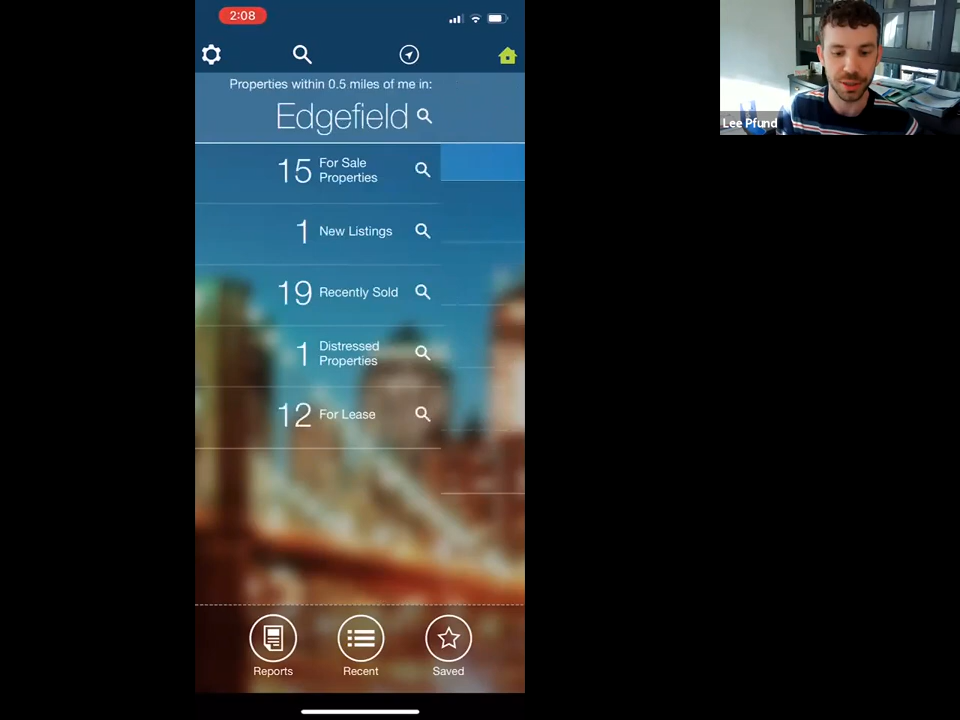 2:08
Properties within 0.5 miles of me in:
Edgefield
15 For Sale
Properties
1 New Listings
19 Recently Sold
1 Distressed
Properties
12 For Lease
Reports
Recent
Saved
Lee Pfund